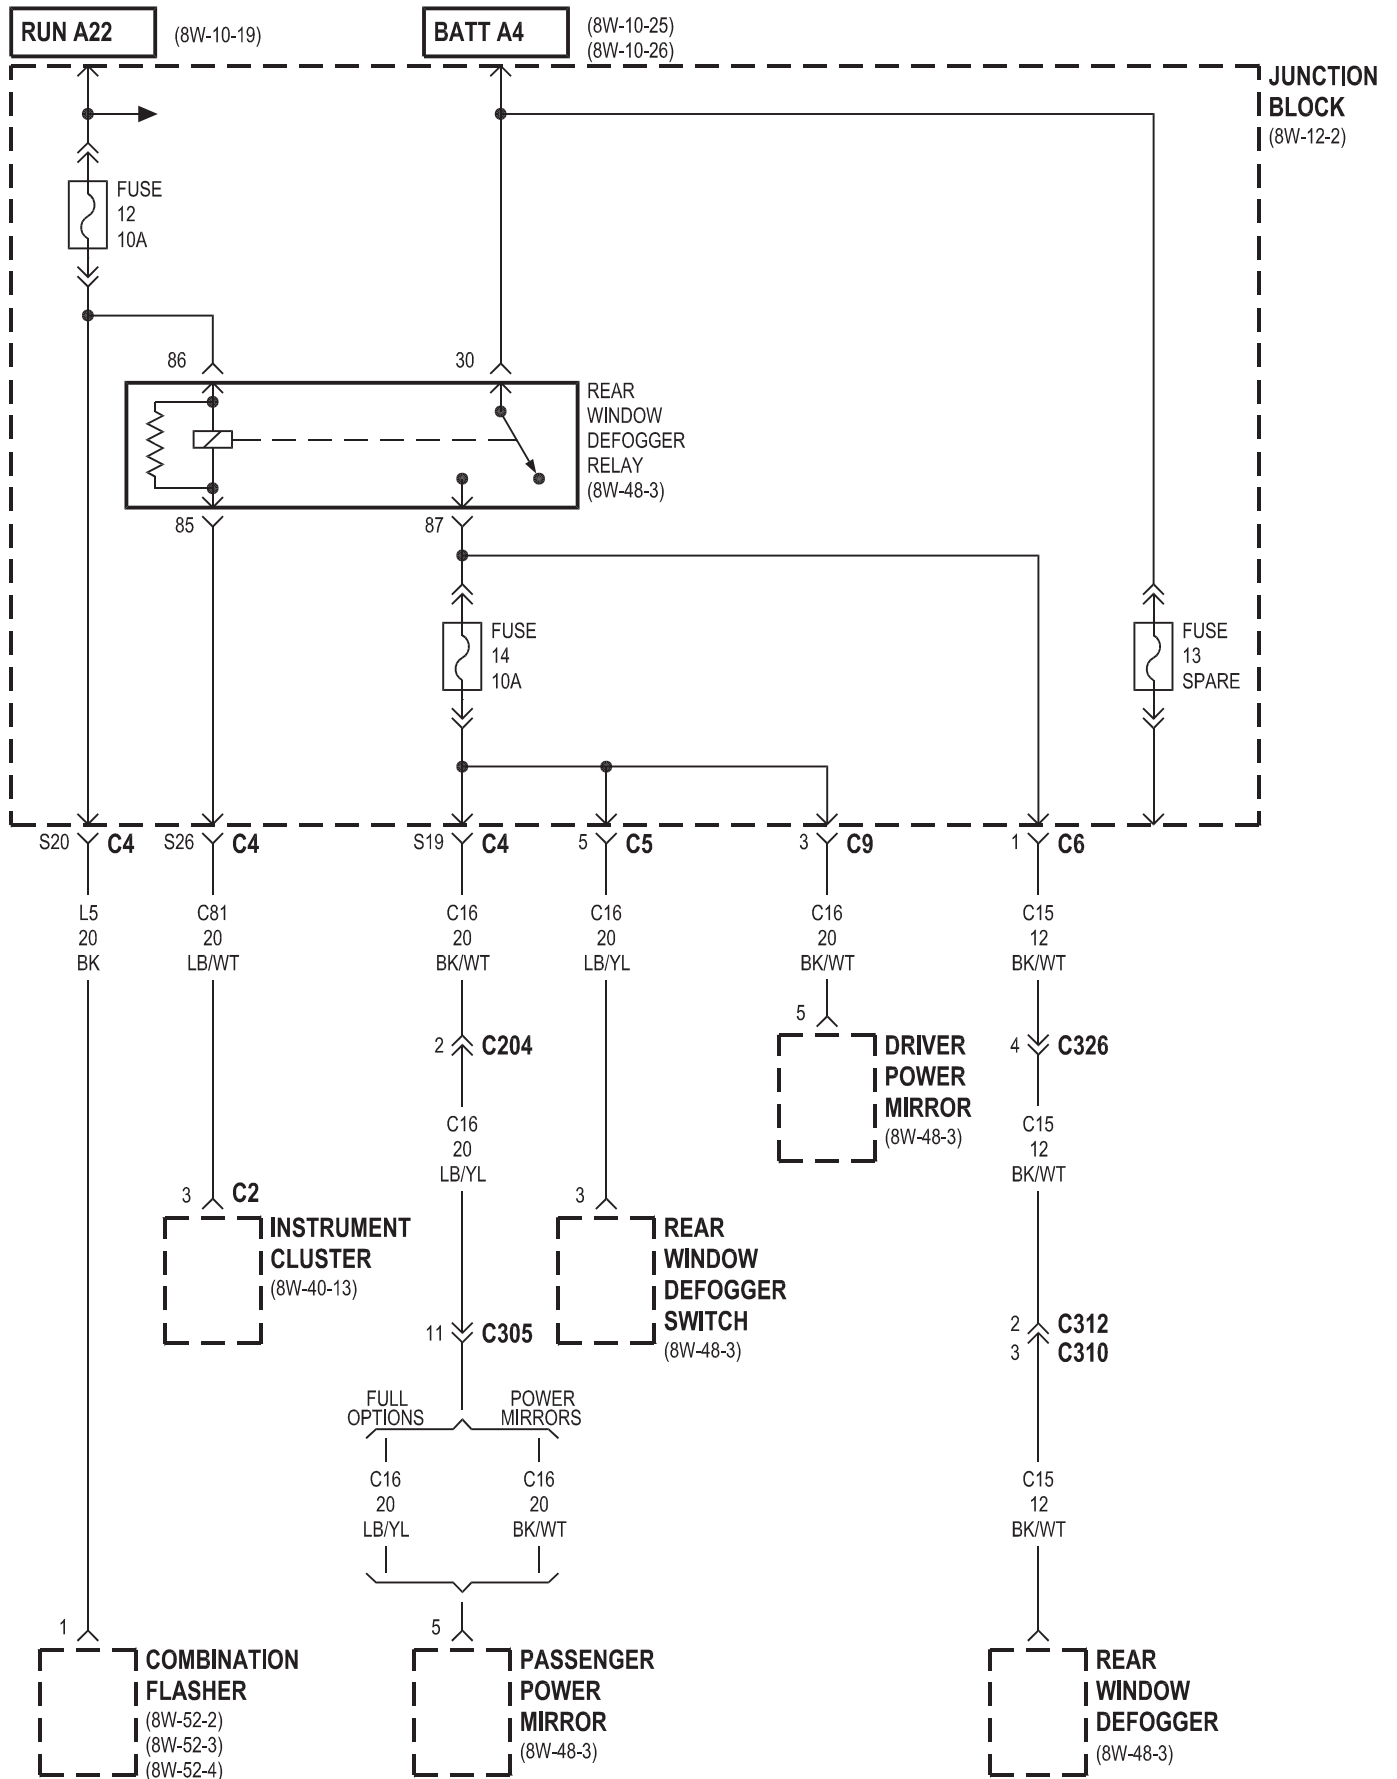 RUN A22
(8W-10-19)
BATT A4
(8W-10-25)
(8W-10-26)
JUNCTION
BLOCK
(8W-12-2)
FUSE
12
10A
86
30
REAR
WINDOW
DEFOGGER
RELAY
(8W-48-3)
85
87
FUSE
14
10A
FUSE
13
SPARE
S20
C4
S26
C4
S19
C4
5
C5
3
C9
1
C6
L5
20
BK
C81
20
LB/WT
C16
20
BK/WT
C16
20
LB/YL
C16
20
BK/WT
C15
12
BK/WT
5
DRIVER
POWER
MIRROR
(8W-48-3)
2
C204
4
C326
C16
20
LB/YL
C15
12
BK/WT
3
C2
INSTRUMENT
CLUSTER
(8W-40-13)
3
REAR
WINDOW
DEFOGGER
SWITCH
(8W-48-3)
11
C305
2
C312
3
C310
FULL
OPTIONS
POWER
MIRRORS
C16
20
LB/YL
C16
20
BK/WT
C15
12
BK/WT
1
COMBINATION
FLASHER
(8W-52-2)
(8W-52-3)
(8W-52-4)
5
PASSENGER
POWER
MIRROR
(8W-48-3)
REAR
WINDOW
DEFOGGER
(8W-48-3)